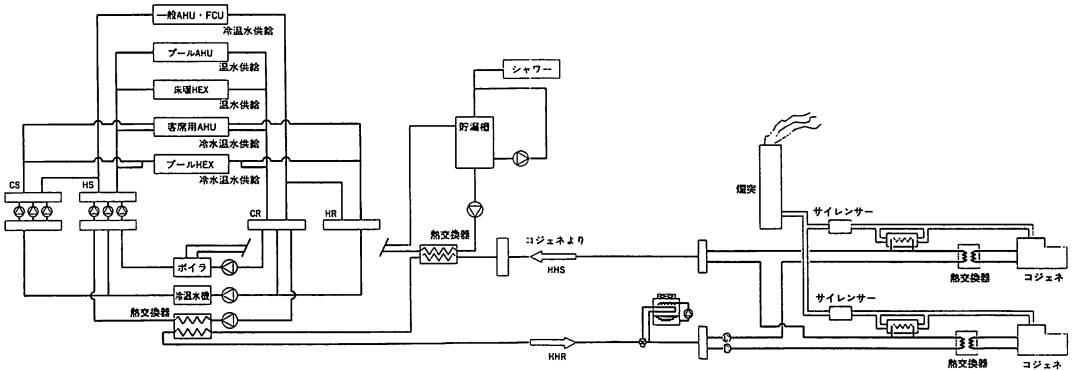 一般AHU・FCU
冷温水供給
プールAHU
温水供給
床暖HEX
温水供給
客席用AHU
冷水温水供給
プールHEX
冷水温水供給
CS
HS
CR
HR
ボイラ
冷温水機
熱交換器
シャワー
貯湯槽
熱交換器
コジェネより
HHS
HHR
煙突
サイレンサー
熱交換器
コジェネ
サイレンサー
熱交換器
コジェネ